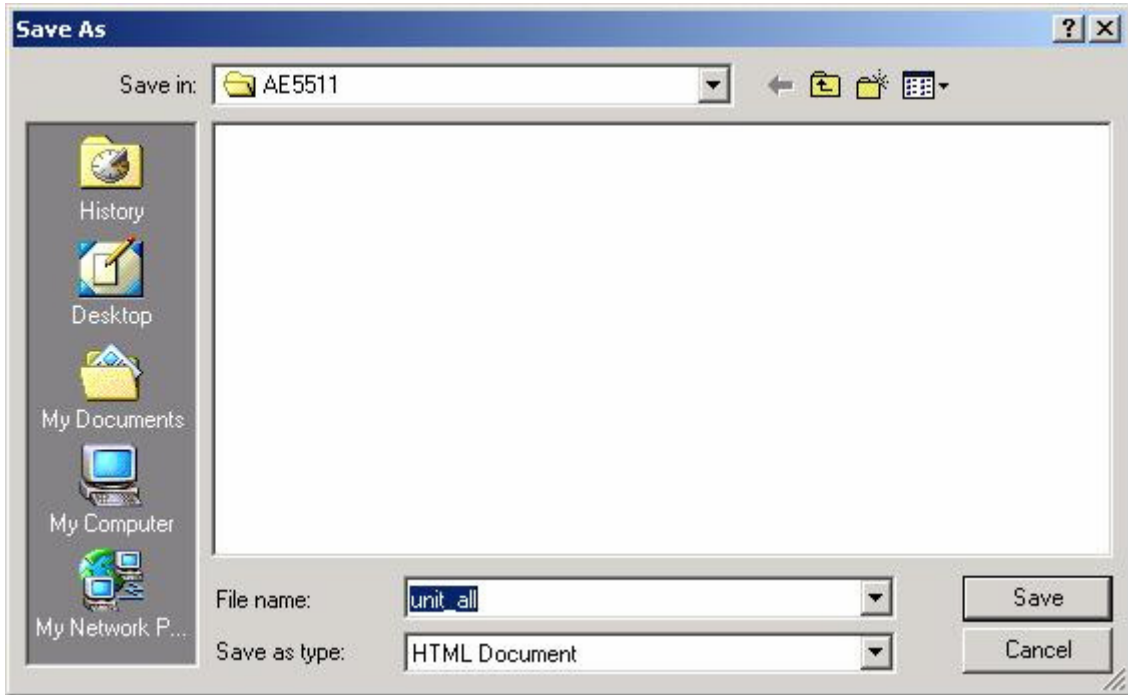 Save As
Save in: AE5511
History
Desktop
My Documents
My Computer
My Network P...
File name: unit_all
Save as type: HTML Document
Save
Cancel